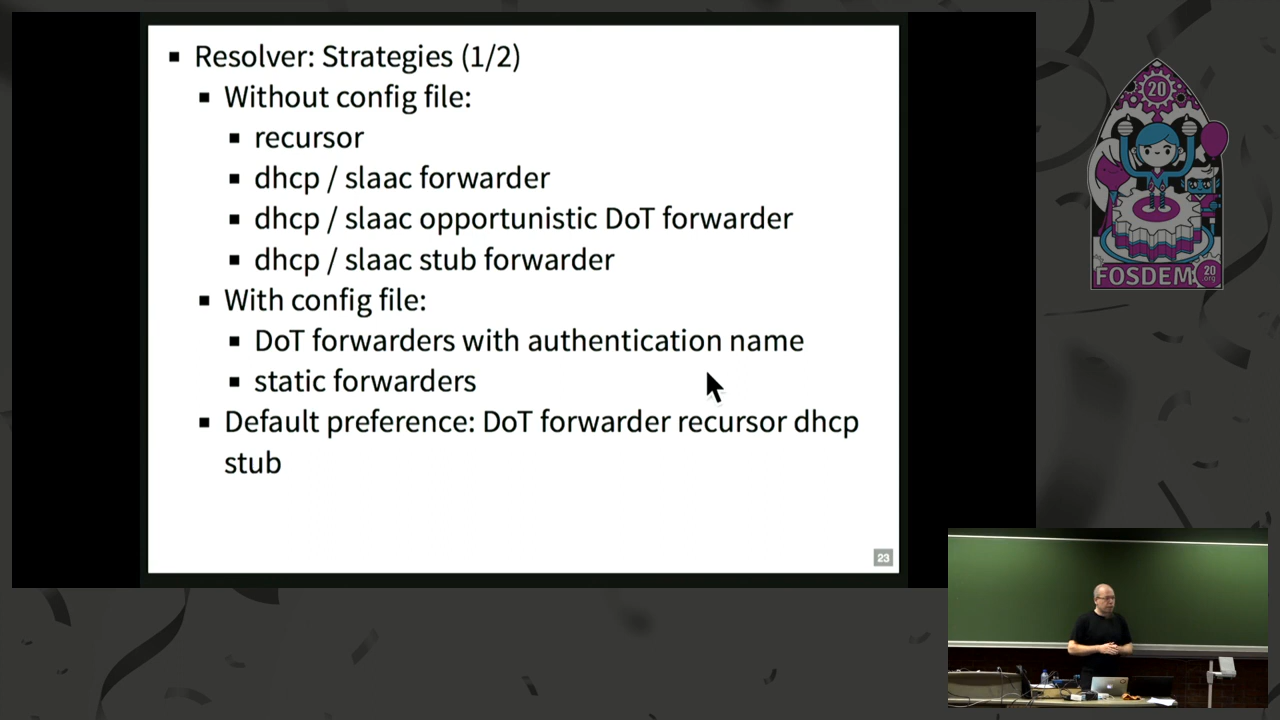 Resolver: Strategies (1/2)
Without config file:
recursor
dhcp / slaac forwarder
dhcp / slaac opportunistic DoT forwarder
dhcp / slaac stub forwarder
With config file:
DoT forwarders with authentication name
static forwarders
Default preference: DoT forwarder recursor dhcp
stub
23
20
FOSDEM
20
.org